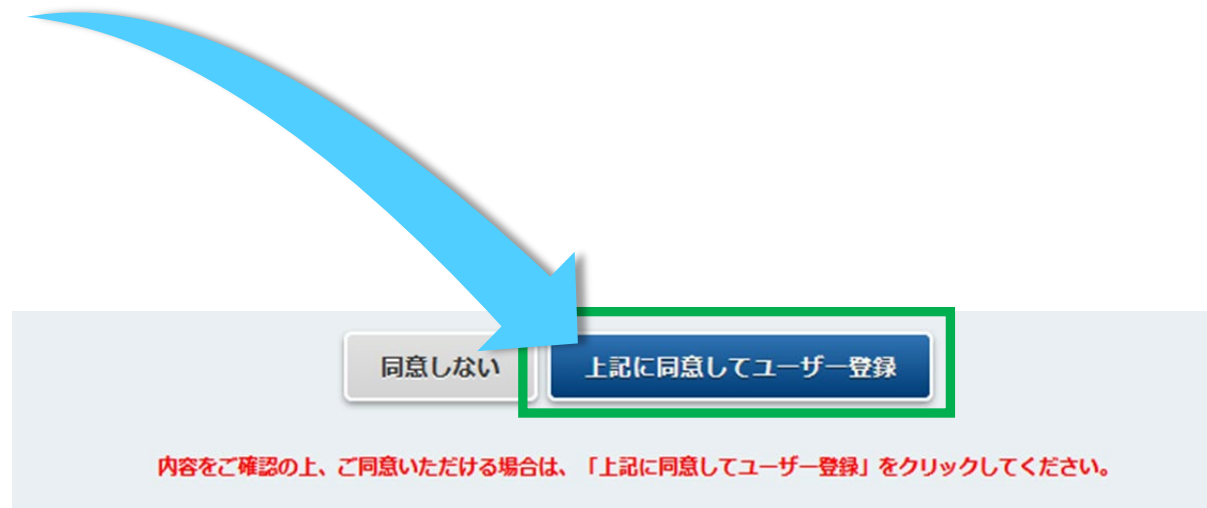 同意しない
上記に同意してユーザー登録
内容をご確認の上、ご同意いただける場合は、「上記に同意してユーザー登録」をクリックしてください。